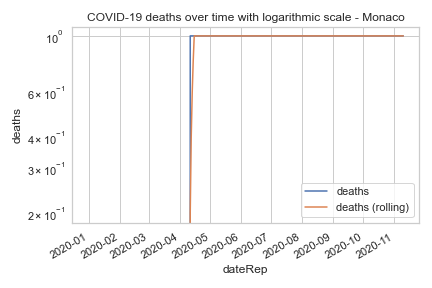 COVID-19 deaths over time with logarithmic scale - Monaco
10⁰
6 × 10⁻¹
4 × 10⁻¹
3 × 10⁻¹
2 × 10⁻¹
deaths
deaths
deaths (rolling)
2020-01
2020-02
2020-03
2020-04
2020-05
2020-06
2020-07
2020-08
2020-09
2020-10
2020-11
dateRep